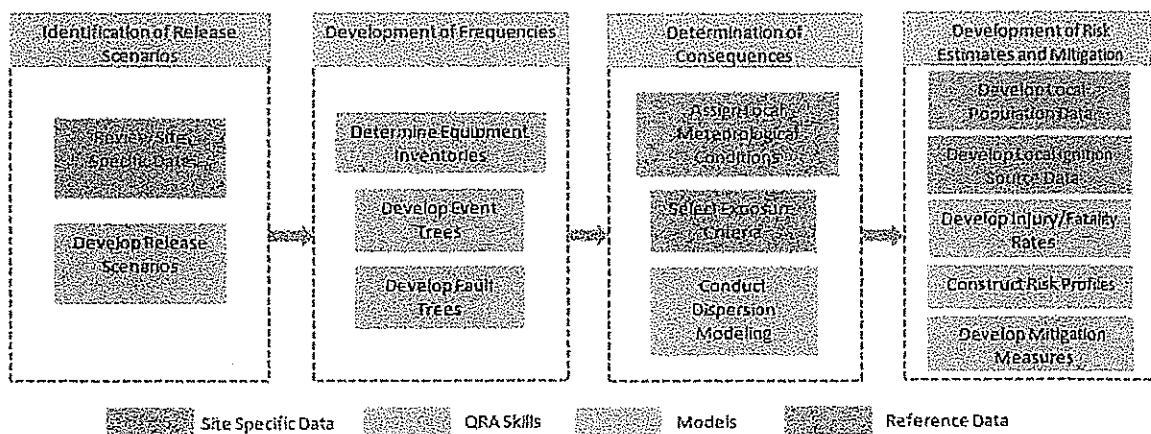 Identification of Release
Scenarios
Review Site
Specific Data
Develop Release
Scenarios
Development of Frequencies
Determine Equipment
Inventories
Develop Event
Trees
Develop Fault
Trees
Determination of
Consequences
Assign Local
Meteorological
Conditions
Select Exposure
Criteria
Conduct
Dispersion
Modeling
Development of Risk
Estimates and Mitigation
Develop Local
Population Data
Develop Local Ignition
Source Data
Develop Injury/Fatality
Rates
Construct Risk Profiles
Develop Mitigation
Measures
Site Specific Data
QRA Skills
Models
Reference Data